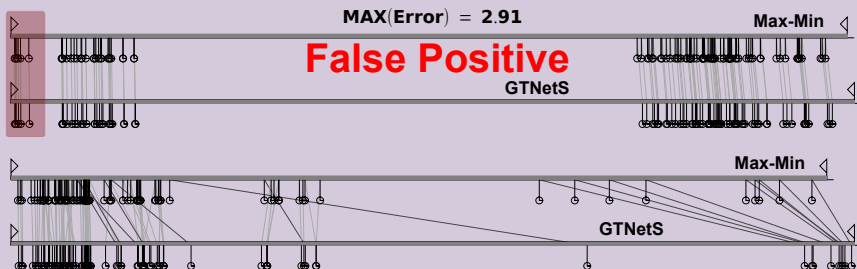 MAX(Error) = 2.91
Max-Min
False Positive
GTNetS
Max-Min
GTNetS